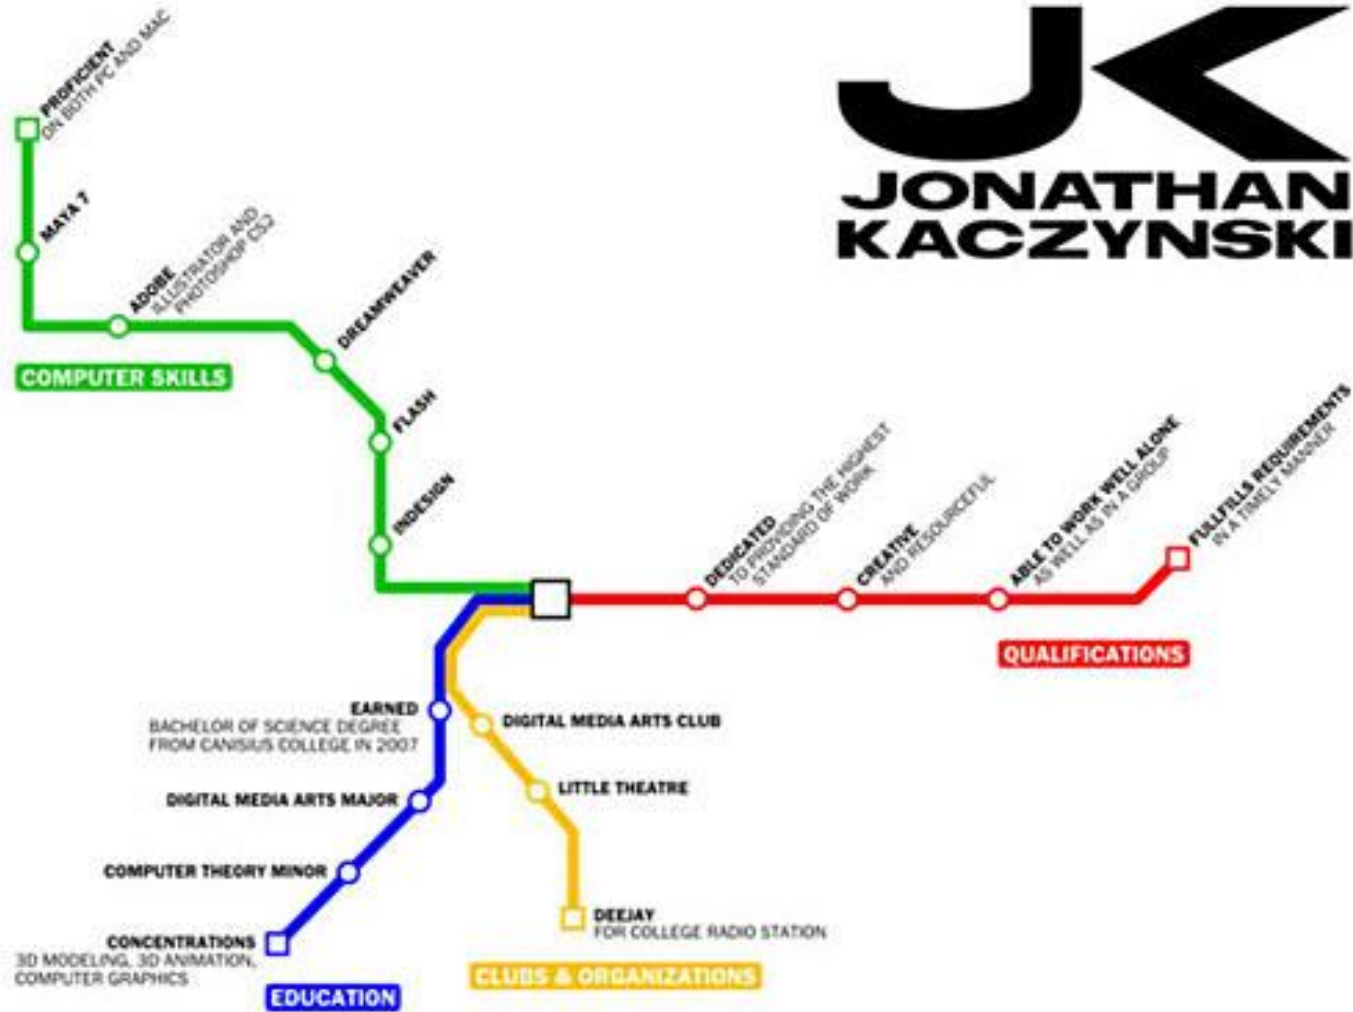 JK
JONATHAN
KACZYNSKI
PROFICIENT
ON BOTH PC AND MAC
MAYA 7
ADOBE
ILLUSTRATOR AND
PHOTOSHOP CS2
DREAMWEAVER
COMPUTER SKILLS
FLASH
INDESIGN
DEDICATED
TO PROVIDING THE HIGHEST
STANDARD OF WORK
CREATIVE
AND RESOURCEFUL
ABLE TO WORK WELL ALONE
AS WELL AS IN A GROUP
FULLFILLS REQUIREMENTS
IN A TIMELY MANNER
QUALIFICATIONS
EARNED
BACHELOR OF SCIENCE DEGREE
FROM CANISIUS COLLEGE IN 2007
DIGITAL MEDIA ARTS MAJOR
COMPUTER THEORY MINOR
CONCENTRATIONS
3D MODELING, 3D ANIMATION,
COMPUTER GRAPHICS
EDUCATION
DIGITAL MEDIA ARTS CLUB
LITTLE THEATRE
DEEJAY
FOR COLLEGE RADIO STATION
CLUBS & ORGANIZATIONS